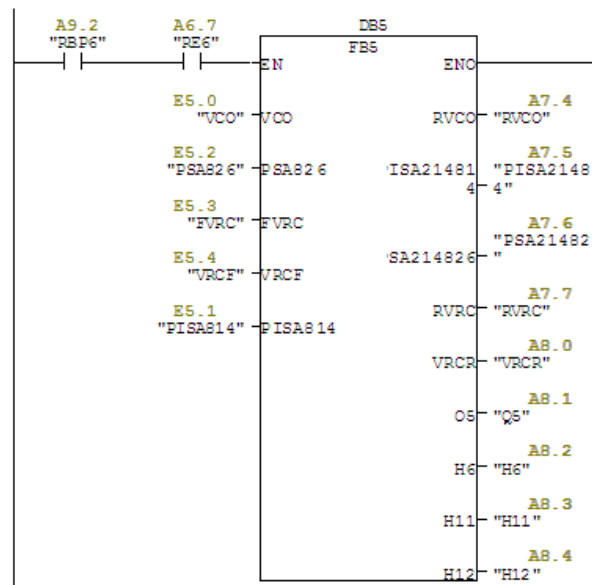 A9.2 A6.7 DB5
"RBP6" "RE6" FB5
EN ENO
E5.0 A7.4
"VCO" VCO RVCO "RVCO"
E5.2 A7.5
"PSA826" PSA826 PISA21481 "PISA2148
4 4"
E5.3 A7.6
"FVRC" FVRC "PSA21482
E5.4 SA214826 "
"VRCF" VRCF
E5.1 A7.7
RVRC "RVRC"
"PISA814" PISA814
A8.0
VRCR "VRCR"
A8.1
O5 "Q5"
A8.2
H6 "H6"
A8.3
H11 "H11"
A8.4
H12 "H12"